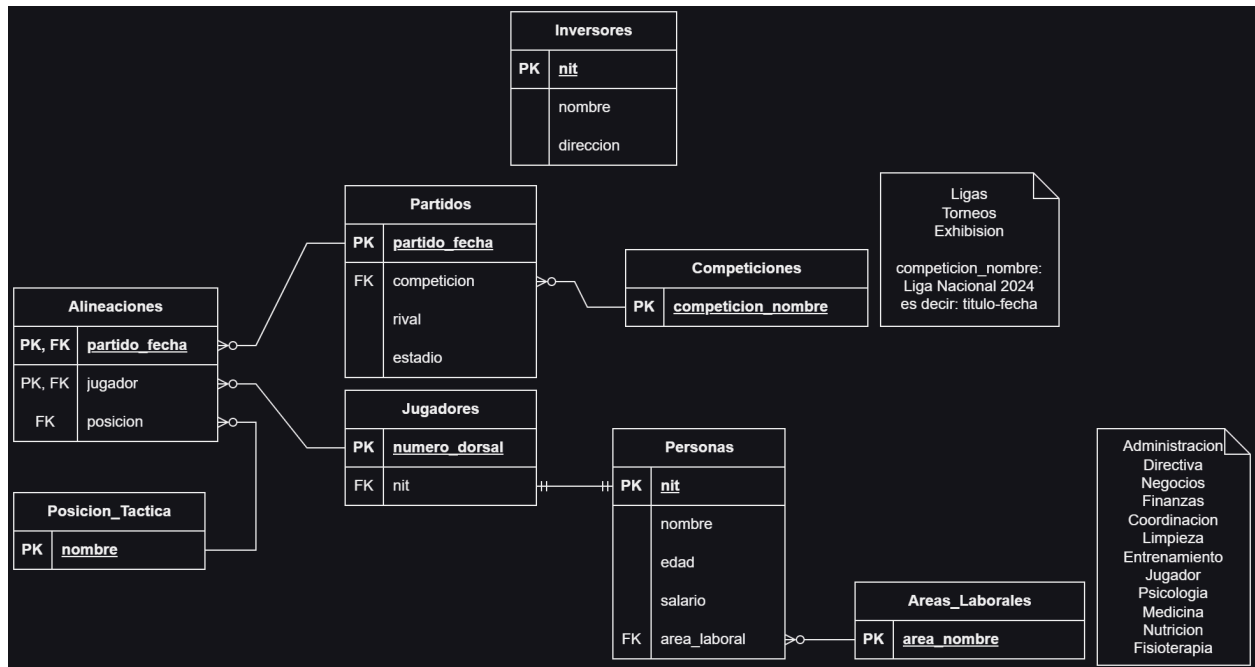 Inversores
PK nit
nombre
direccion
Partidos
PK partido_fecha
FK competicion
rival
estadio
Competiciones
PK competicion_nombre
Ligas
Torneos
Exhibision
competicion_nombre:
Liga Nacional 2024
es decir: titulo-fecha
Alineaciones
PK, FK partido_fecha
PK, FK jugador
FK posicion
Jugadores
PK numero_dorsal
FK nit
Posicion_Tactica
PK nombre
Personas
PK nit
nombre
edad
salario
FK area_laboral
Areas_Laborales
PK area_nombre
Administracion
Directiva
Negocios
Finanzas
Coordinacion
Limpieza
Entrenamiento
Jugador
Psicologia
Medicina
Nutricion
Fisioterapia